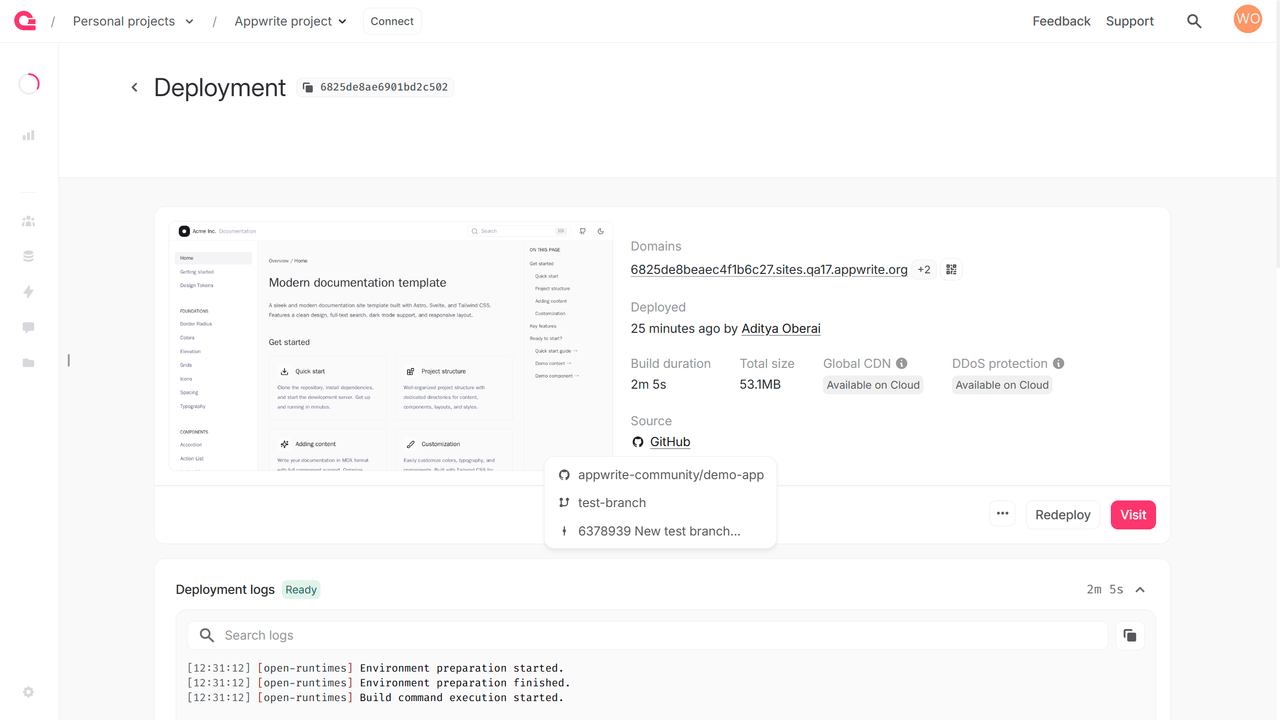 / Personal projects / Appwrite project Connect Feedback Support WO
Deployment 6825de8ae6901bd2c502
Acme Inc. Documentation Search
Home
Getting started
Design Tokens
FOUNDATIONS
Border Radius
Colors
Elevation
Grids
Icons
Spacing
Typography
COMPONENTS
Accordion
Action List
Overview / Home
Modern documentation template
A sleek and modern documentation site template built with Astro, Svelte, and Tailwind CSS.
Features a clean design, full-text search, dark mode support, and responsive layout.
Get started
Quick start
Clone the repository, install dependencies,
and start the development server. Get up
and running in minutes.
Project structure
Well-organized project structure with
dedicated directories for content,
components, layouts, and styles.
Adding content
Write your documentation in MDX format
with full component support. Organize
Customization
Easily customize colors, typography, and
components. Built with Tailwind CSS for
ON THIS PAGE
Get started
Quick start
Project structure
Adding content
Customization
Key features
Ready to start?
Quick start guide →
Demo content →
Demo component →
Domains
6825de8beaec4f1b6c27.sites.qa17.appwrite.org +2
Deployed
25 minutes ago by Aditya Oberai
Build duration Total size Global CDN DDoS protection
2m 5s 53.1MB Available on Cloud Available on Cloud
Source
GitHub
appwrite-community/demo-app
test-branch
6378939 New test branch...
Redeploy Visit
Deployment logs Ready 2m 5s
Search logs
[12:31:12] [open-runtimes] Environment preparation started.
[12:31:12] [open-runtimes] Environment preparation finished.
[12:31:12] [open-runtimes] Build command execution started.